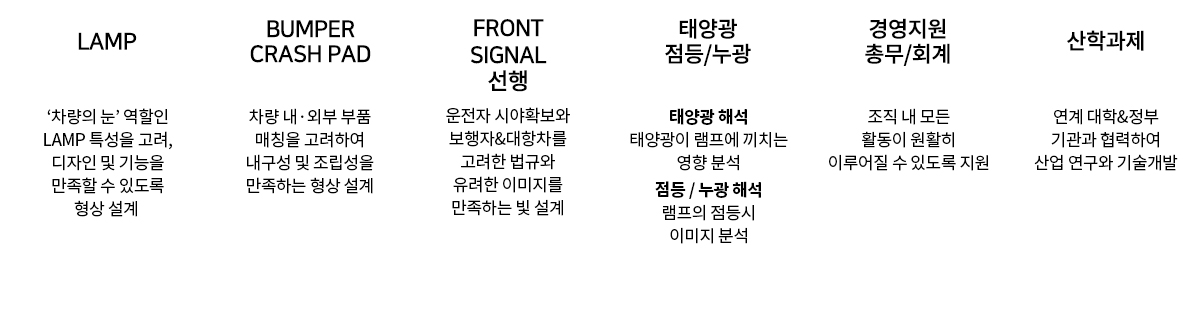 LAMP
‘차량의 눈’ 역할인
LAMP 특성을 고려,
디자인 및 기능을
만족할 수 있도록
형상 설계
BUMPER
CRASH PAD
차량 내·외부 부품
매칭을 고려하여
내구성 및 조립성을
만족하는 형상 설계
FRONT
SIGNAL
선행
운전자 시야확보와
보행자&대항차를
고려한 법규와
유려한 이미지를
만족하는 빛 설계
태양광
점등/누광
태양광 해석
태양광이 램프에 끼치는
영향 분석
점등 / 누광 해석
램프의 점등시
이미지 분석
경영지원
총무/회계
조직 내 모든
활동이 원활히
이루어질 수 있도록 지원
산학과제
연계 대학&정부
기관과 협력하여
산업 연구와 기술개발